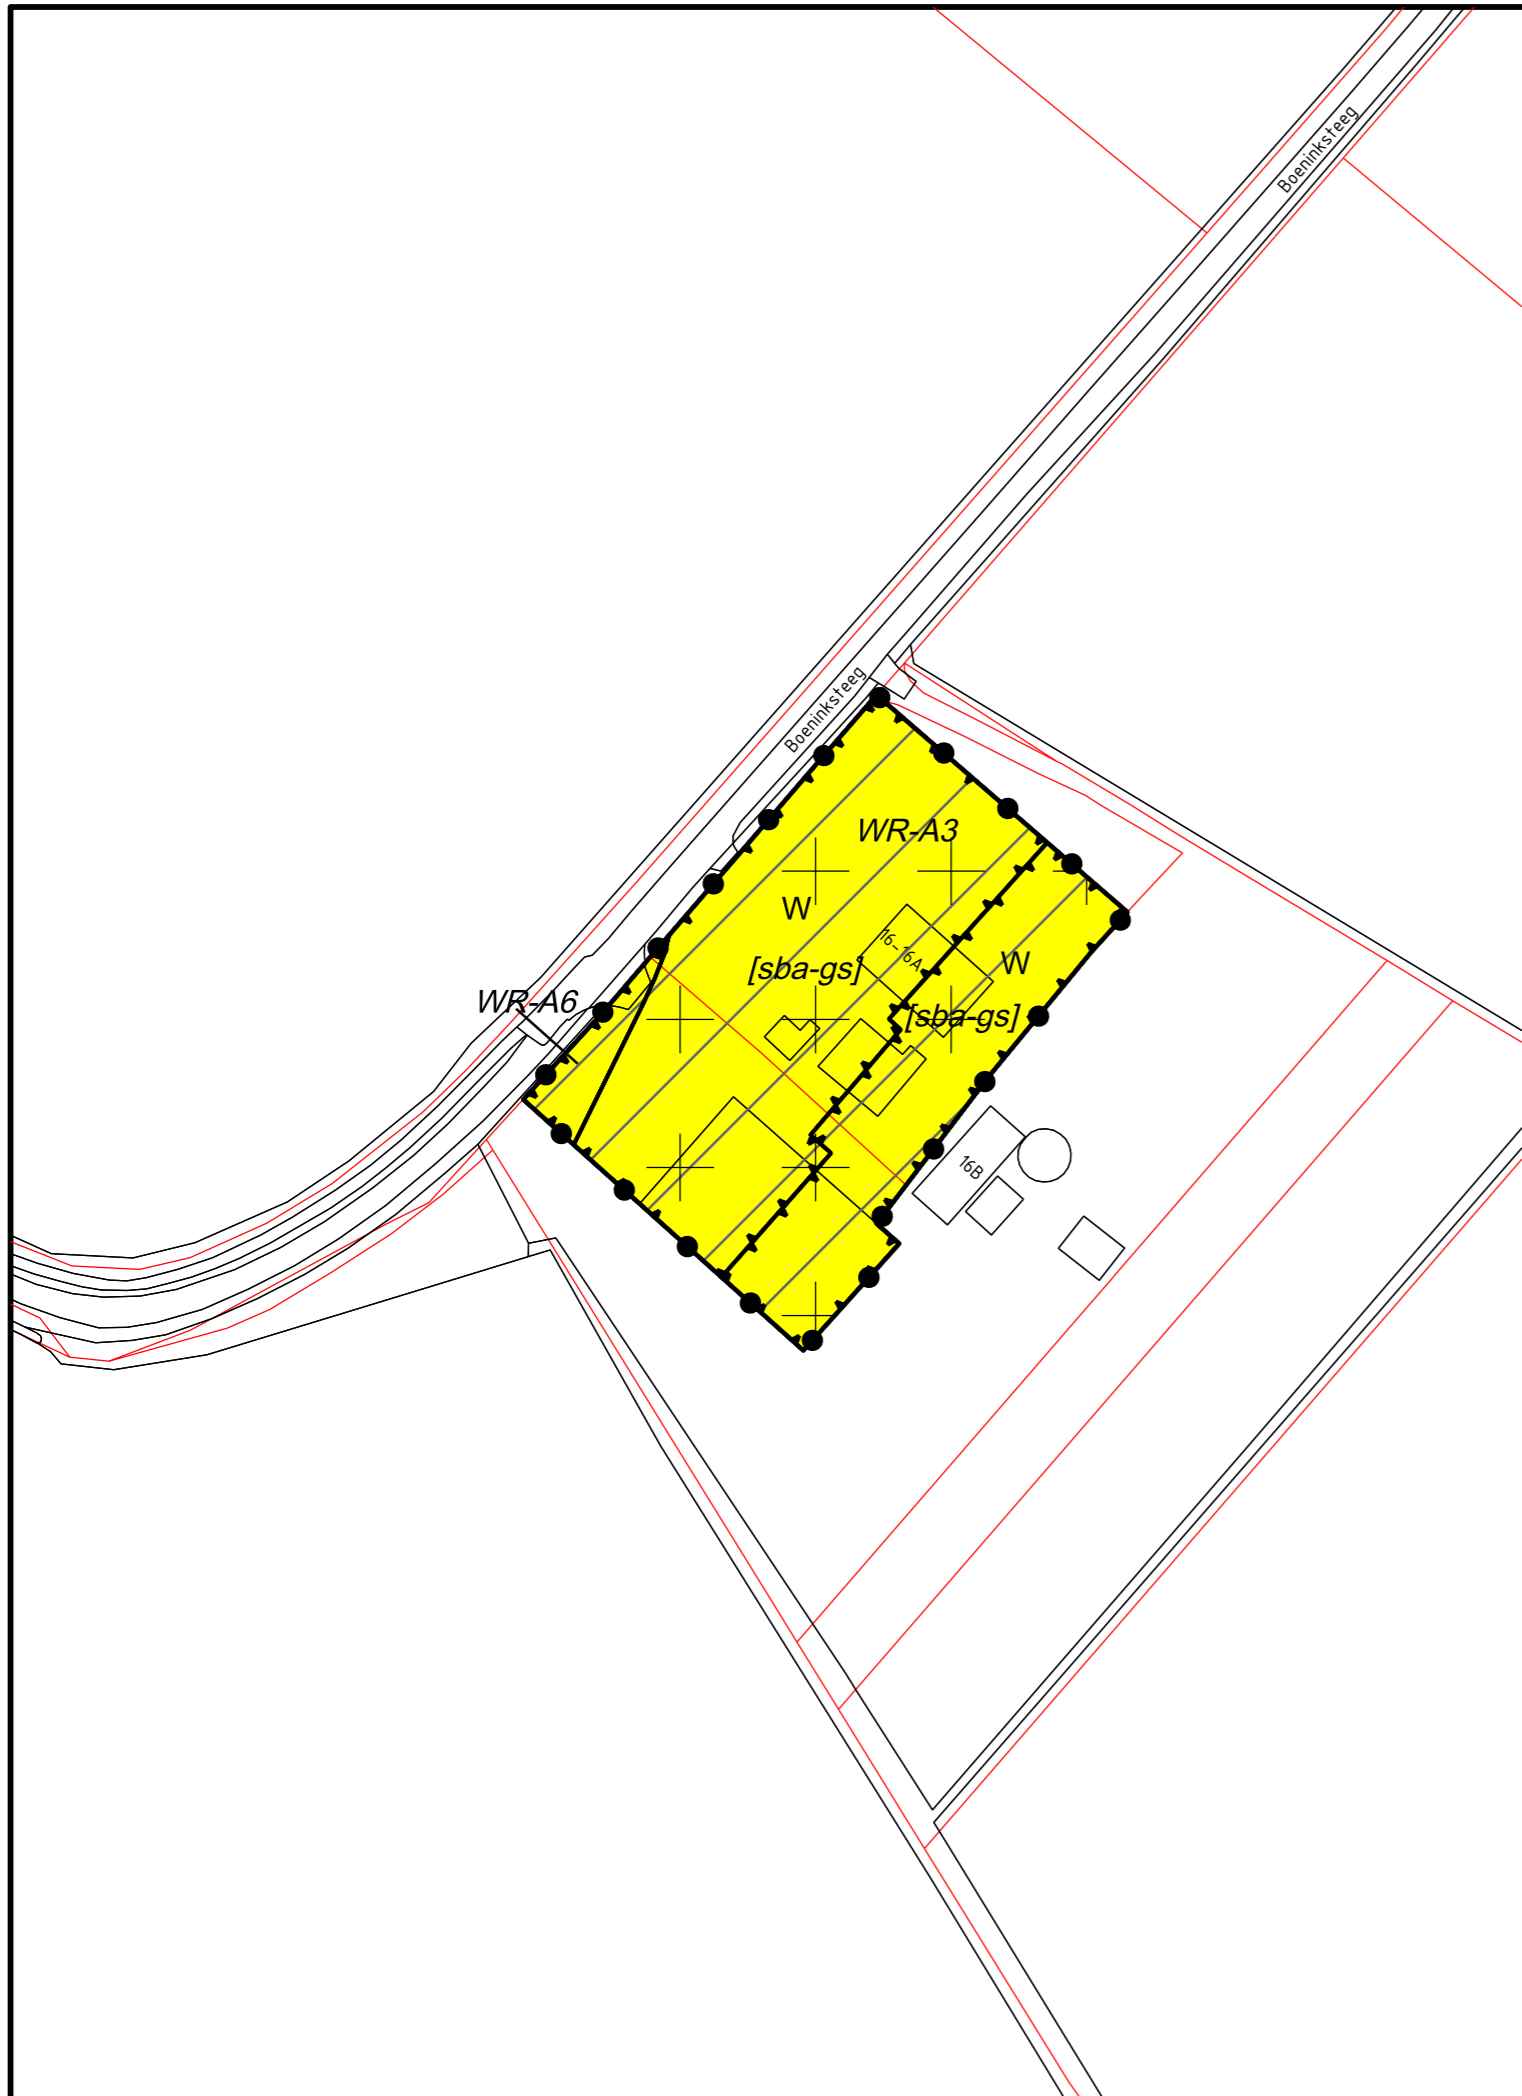 Boeninksteeg
Boeninksteeg
WR-A3
W
16-16A
W
[sba-gs]
WR-A6
[sba-gs]
16B